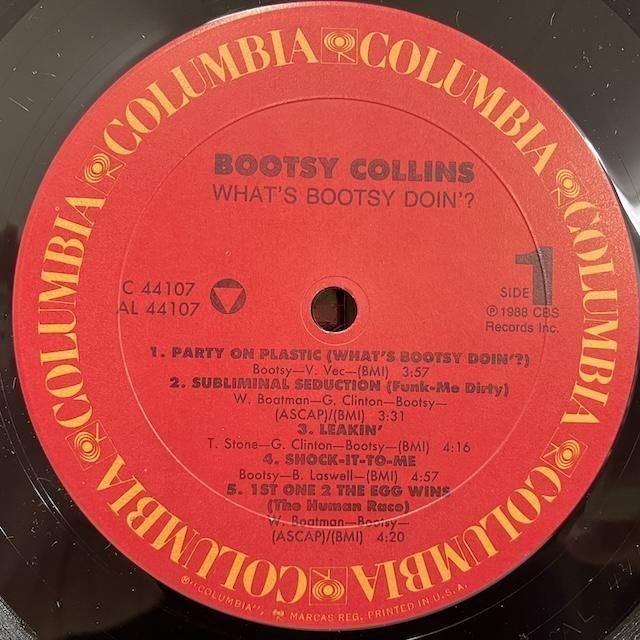 COLUMBIA COLUMBIA COLUMBIA COLUMBIA COLUMBIA COLUMBIA COLUMBIA COLUMBIA
BOOTSY COLLINS
WHAT'S BOOTSY DOIN'?
C 44107
AL 44107
SIDE 1
℗ 1988 CBS
Records Inc.
1. PARTY ON PLASTIC (WHAT'S BOOTSY DOIN'?)
Bootsy—V. Vec—(BMI) 3:57
2. SUBLIMINAL SEDUCTION (Funk-Me Dirty)
W. Boatman—G. Clinton—Bootsy—
(ASCAP)/(BMI) 3:31
3. LEAKIN'
T. Stone—G. Clinton—Bootsy—(BMI) 4:16
4. SHOCK-IT-TO-ME
Bootsy—B. Laswell—(BMI) 4:57
5. 1ST ONE 2 THE EGG WINS
(The Human Race)
W. Boatman—Bootsy—
(ASCAP)/(BMI) 4:20
® "COLUMBIA", MARCAS REG. PRINTED IN U.S.A.